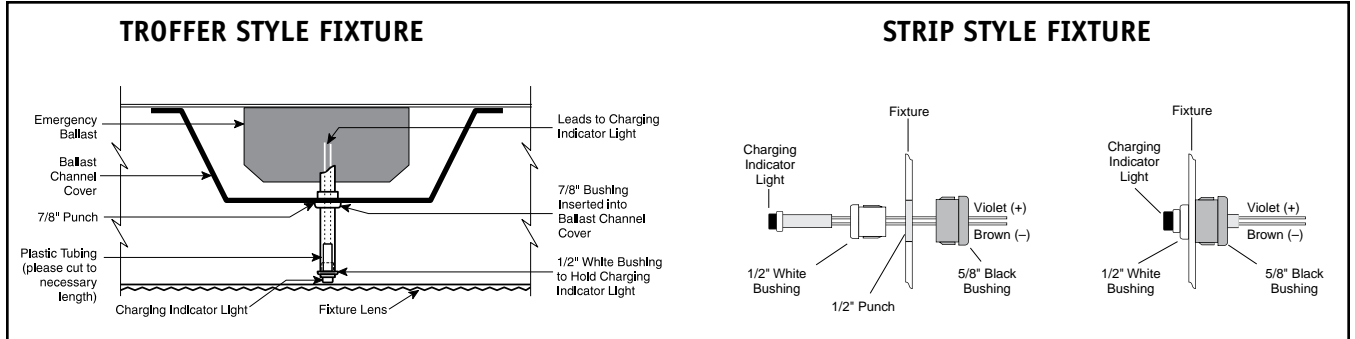 TROFFER STYLE FIXTURE
Emergency
Ballast
Ballast
Channel
Cover
7/8" Punch
Plastic Tubing
(please cut to
necessary
length)
Charging Indicator Light
Fixture Lens
Leads to Charging
Indicator Light
7/8" Bushing
Inserted into
Ballast Channel
Cover
1/2" White Bushing
to Hold Charging
Indicator Light
STRIP STYLE FIXTURE
Fixture
Charging
Indicator
Light
Violet (+)
Brown (–)
1/2" White
Bushing
1/2" Punch
5/8" Black
Bushing
Fixture
Charging
Indicator
Light
Violet (+)
Brown (–)
1/2" White
Bushing
5/8" Black
Bushing